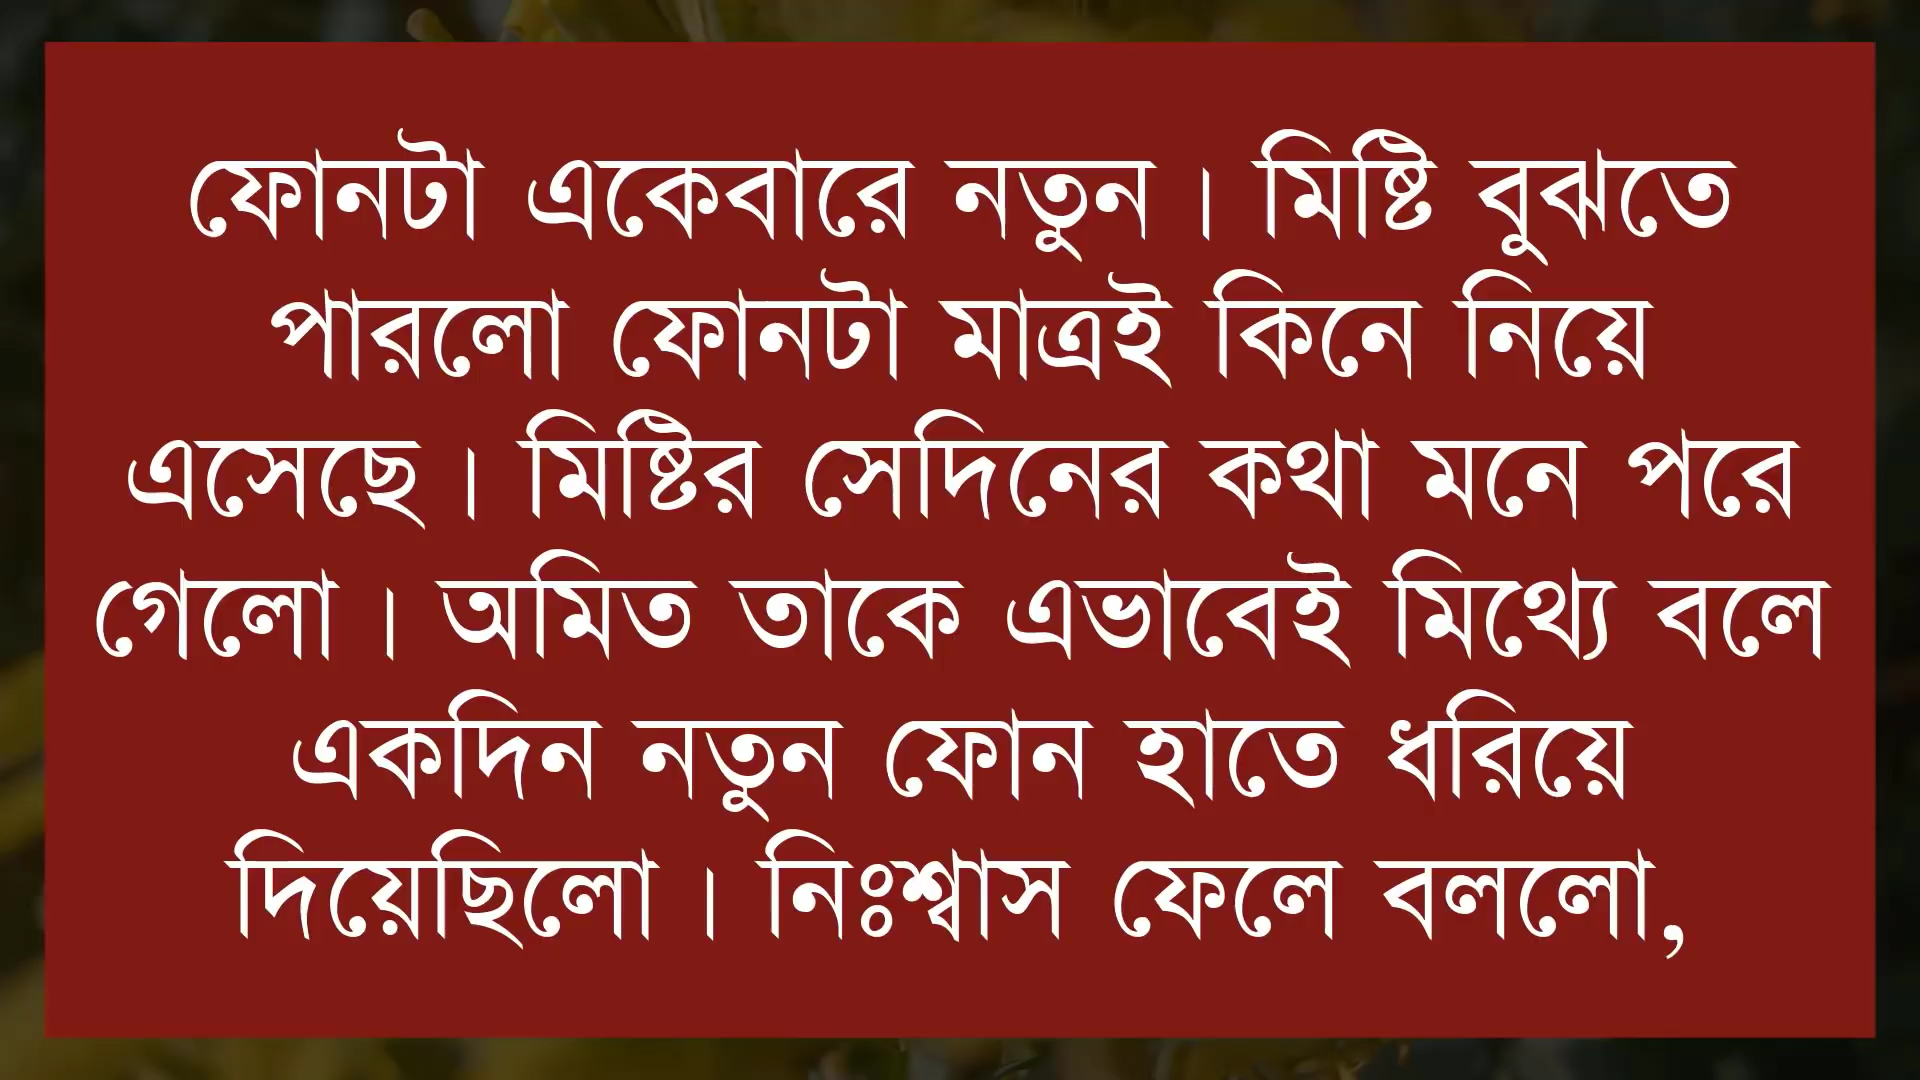 ফোনটা একেবারে নতুন। মিষ্টি বুঝতে
পারলো ফোনটা মাত্রই কিনে নিয়ে
এসেছে। মিষ্টির সেদিনের কথা মনে পরে
গেলো। অমিত তাকে এভাবেই মিথ্যে বলে
একদিন নতুন ফোন হাতে ধরিয়ে
দিয়েছিলো। নিঃশ্বাস ফেলে বললো,